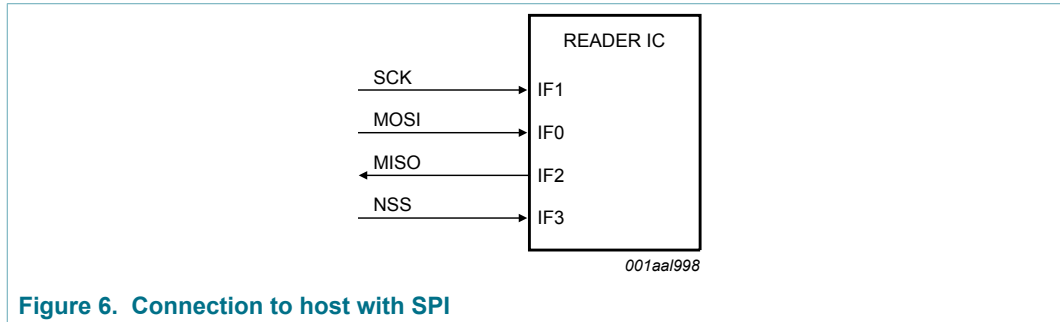 READER IC
SCK IF1
MOSI IF0
MISO IF2
NSS IF3
001aal998
Figure 6. Connection to host with SPI